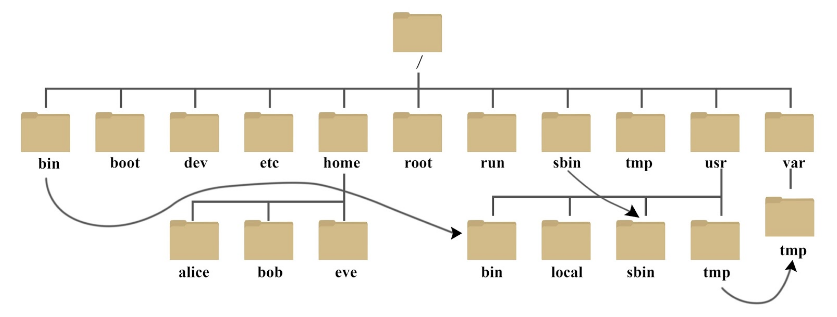 /
bin boot dev etc home root run sbin tmp usr var
alice bob eve bin local sbin tmp tmp